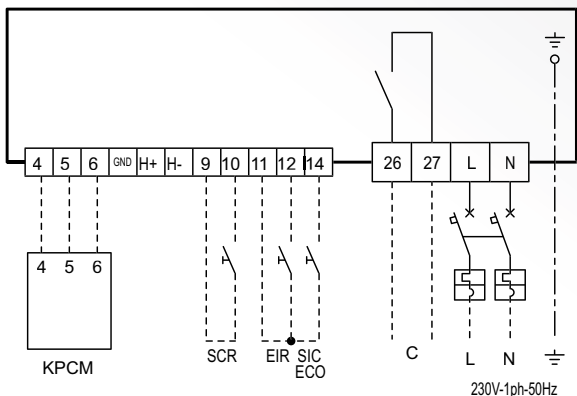 4 5 6 GND H+ H- 9 10 11 12 14 26 27 L N
4 5 6
KPCM
SCR
EIR SIC
ECO
C
L N
230V-1ph-50Hz